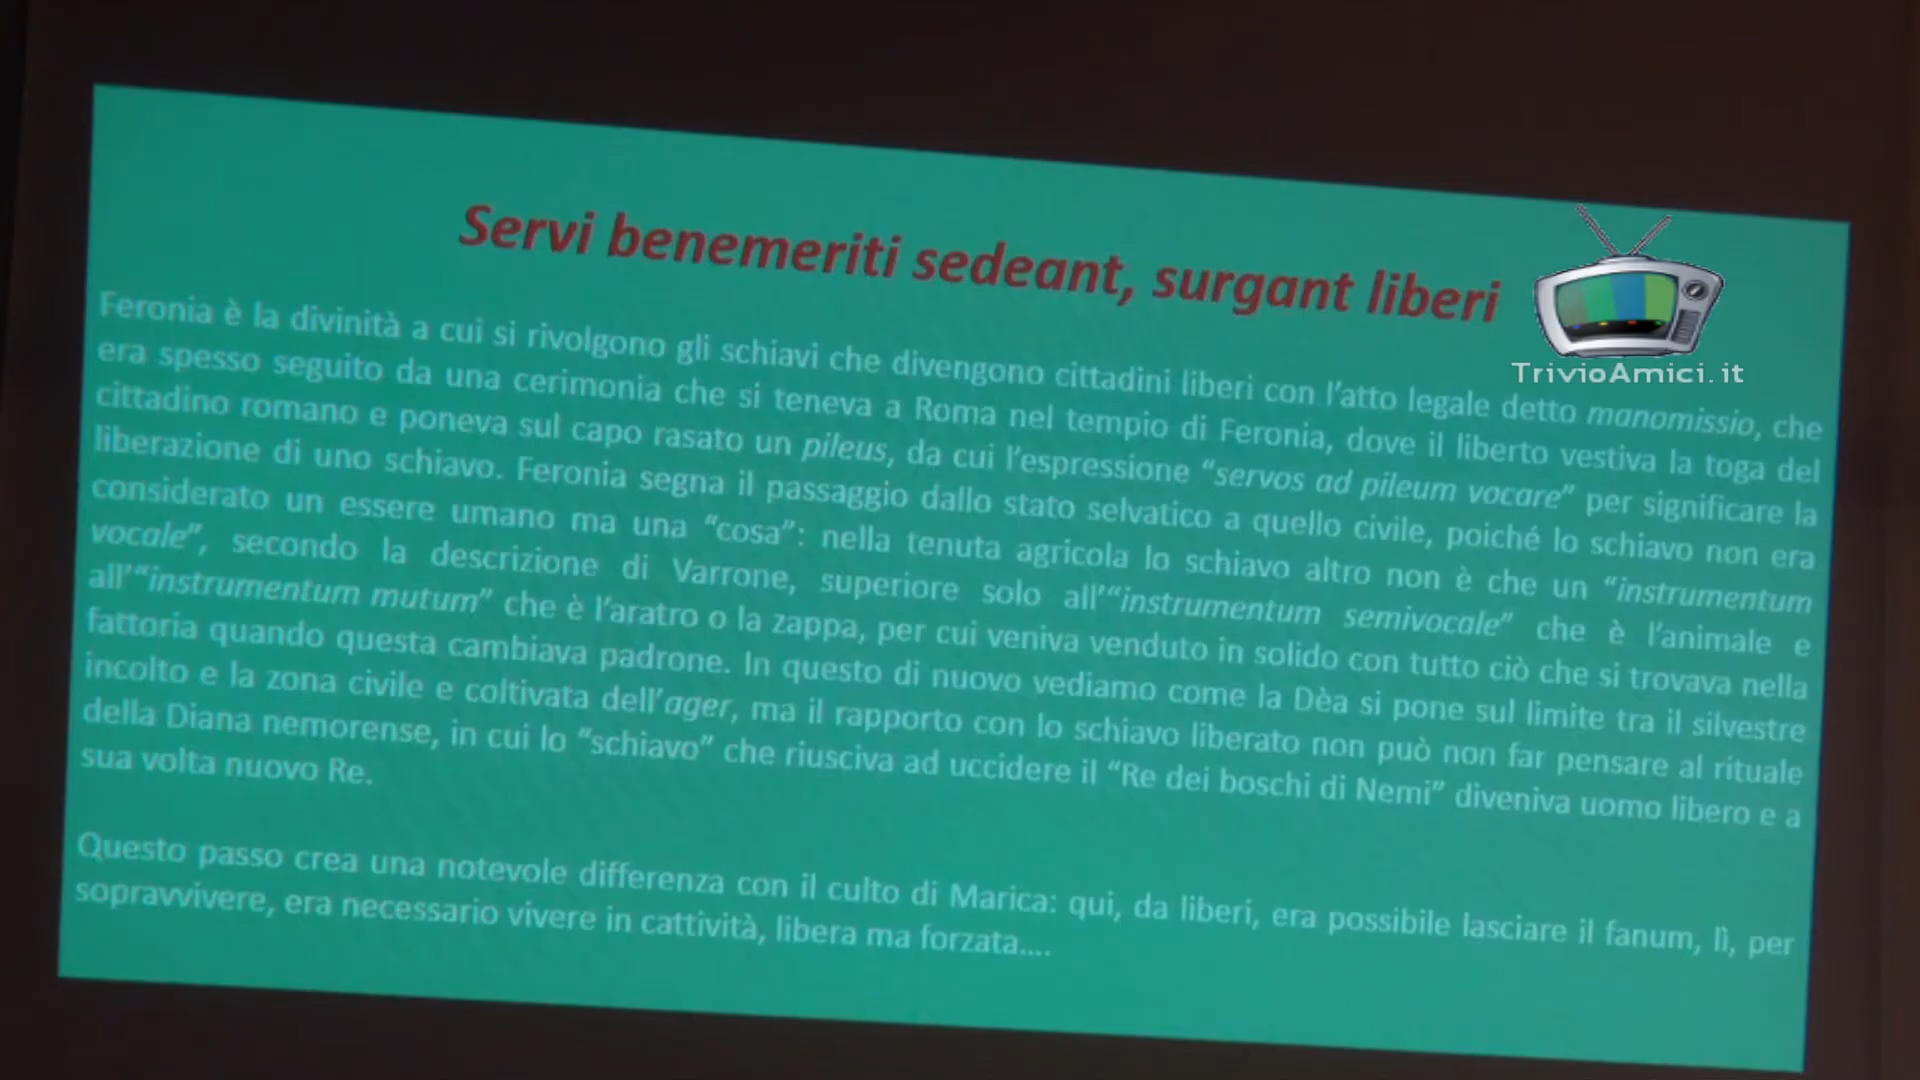 Servi benemeriti sedeant, surgant liberi
TrivioAmici.it
Feronia è la divinità a cui si rivolgono gli schiavi che divengono cittadini liberi con l'atto legale detto manomissio, che
era spesso seguito da una cerimonia che si teneva a Roma nel tempio di Feronia, dove il liberto vestiva la toga del
cittadino romano e poneva sul capo rasato un pileus, da cui l'espressione "servos ad pileum vocare" per significare la
liberazione di uno schiavo. Feronia segna il passaggio dallo stato selvatico a quello civile, poiché lo schiavo non era
considerato un essere umano ma una "cosa": nella tenuta agricola lo schiavo altro non è che un "instrumentum
vocale", secondo la descrizione di Varrone, superiore solo all'"instrumentum semivocale" che è l'animale e
all'"instrumentum mutum" che è l'aratro o la zappa, per cui veniva venduto in solido con tutto ciò che si trovava nella
fattoria quando questa cambiava padrone. In questo di nuovo vediamo come la Dèa si pone sul limite tra il silvestre
incolto e la zona civile e coltivata dell'ager, ma il rapporto con lo schiavo liberato non può non far pensare al rituale
della Diana nemorense, in cui lo "schiavo" che riusciva ad uccidere il "Re dei boschi di Nemi" diveniva uomo libero e a
sua volta nuovo Re.
Questo passo crea una notevole differenza con il culto di Marica: qui, da liberi, era possibile lasciare il fanum, lì, per
sopravvivere, era necessario vivere in cattività, libera ma forzata....